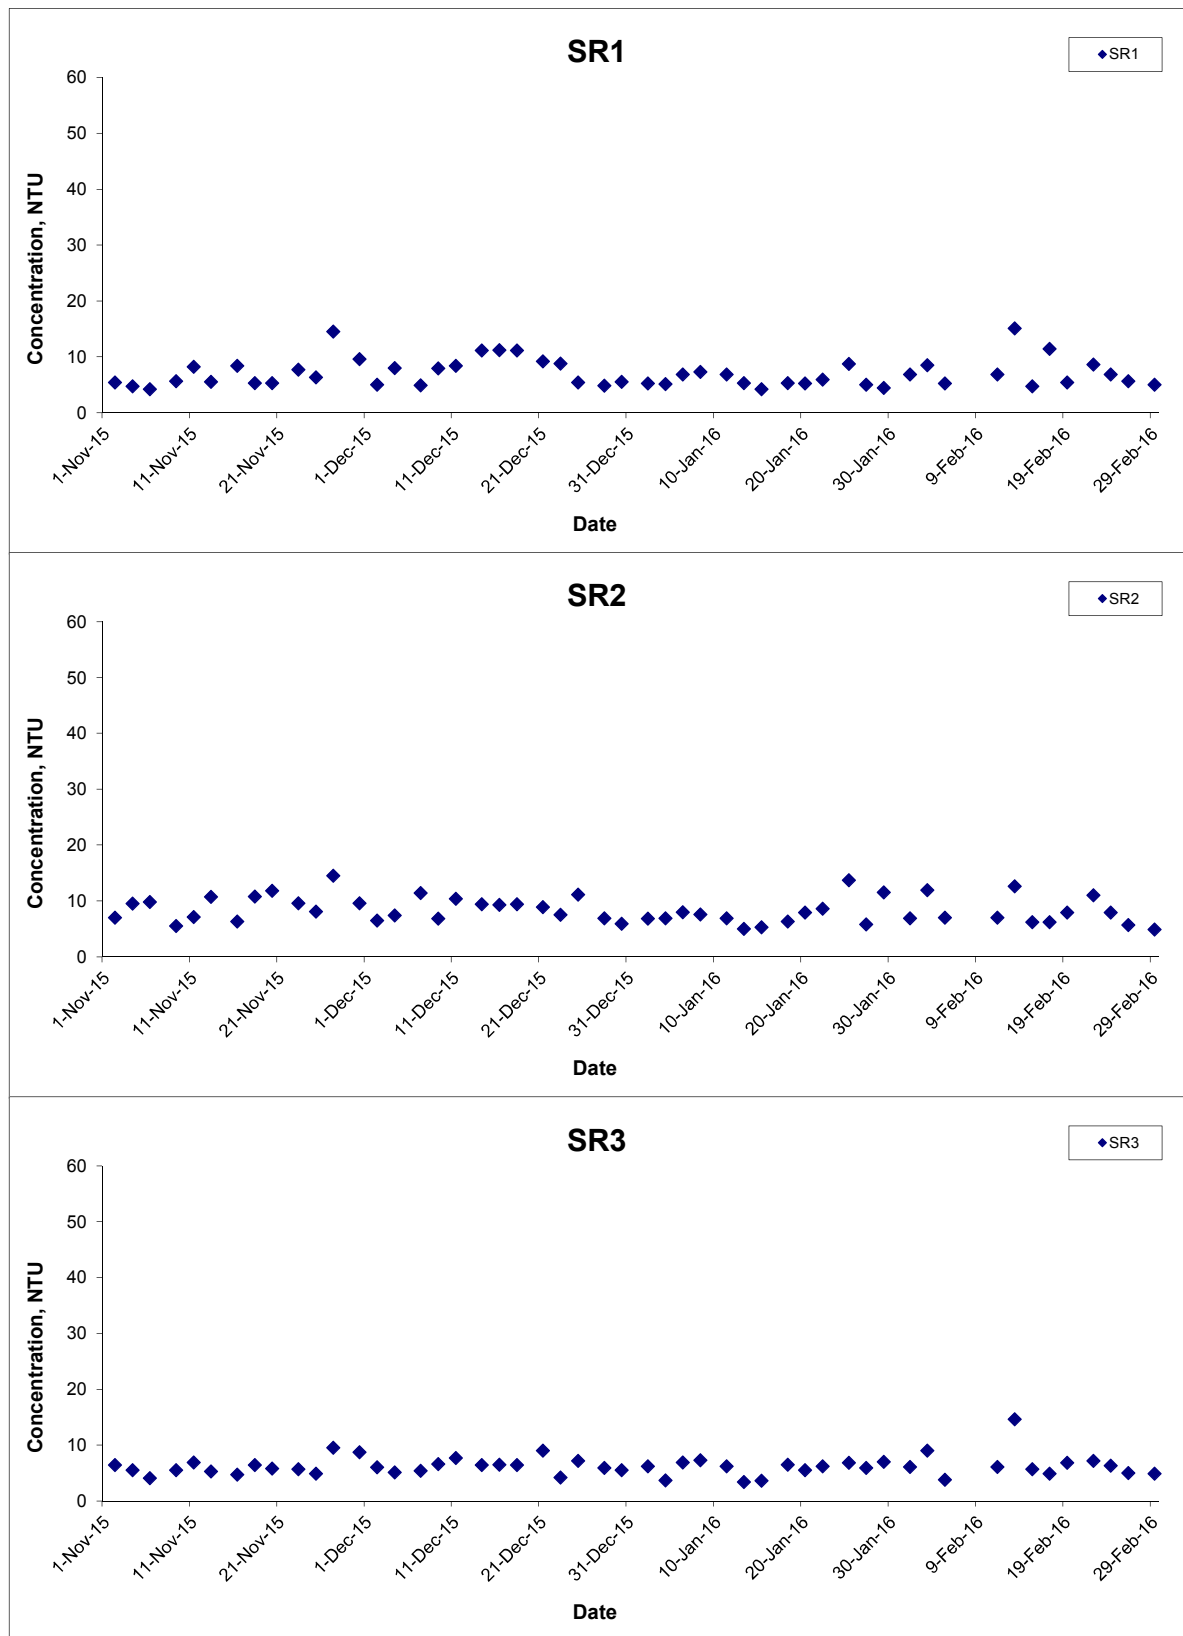 SR1
SR1
60
50
40
30
20
10
0
Concentration, NTU
1-Nov-15 11-Nov-15 21-Nov-15 1-Dec-15 11-Dec-15 21-Dec-15 31-Dec-15 10-Jan-16 20-Jan-16 30-Jan-16 9-Feb-16 19-Feb-16 29-Feb-16
Date
SR2
SR2
60
50
40
30
20
10
0
Concentration, NTU
1-Nov-15 11-Nov-15 21-Nov-15 1-Dec-15 11-Dec-15 21-Dec-15 31-Dec-15 10-Jan-16 20-Jan-16 30-Jan-16 9-Feb-16 19-Feb-16 29-Feb-16
Date
SR3
SR3
60
50
40
30
20
10
0
Concentration, NTU
1-Nov-15 11-Nov-15 21-Nov-15 1-Dec-15 11-Dec-15 21-Dec-15 31-Dec-15 10-Jan-16 20-Jan-16 30-Jan-16 9-Feb-16 19-Feb-16 29-Feb-16
Date